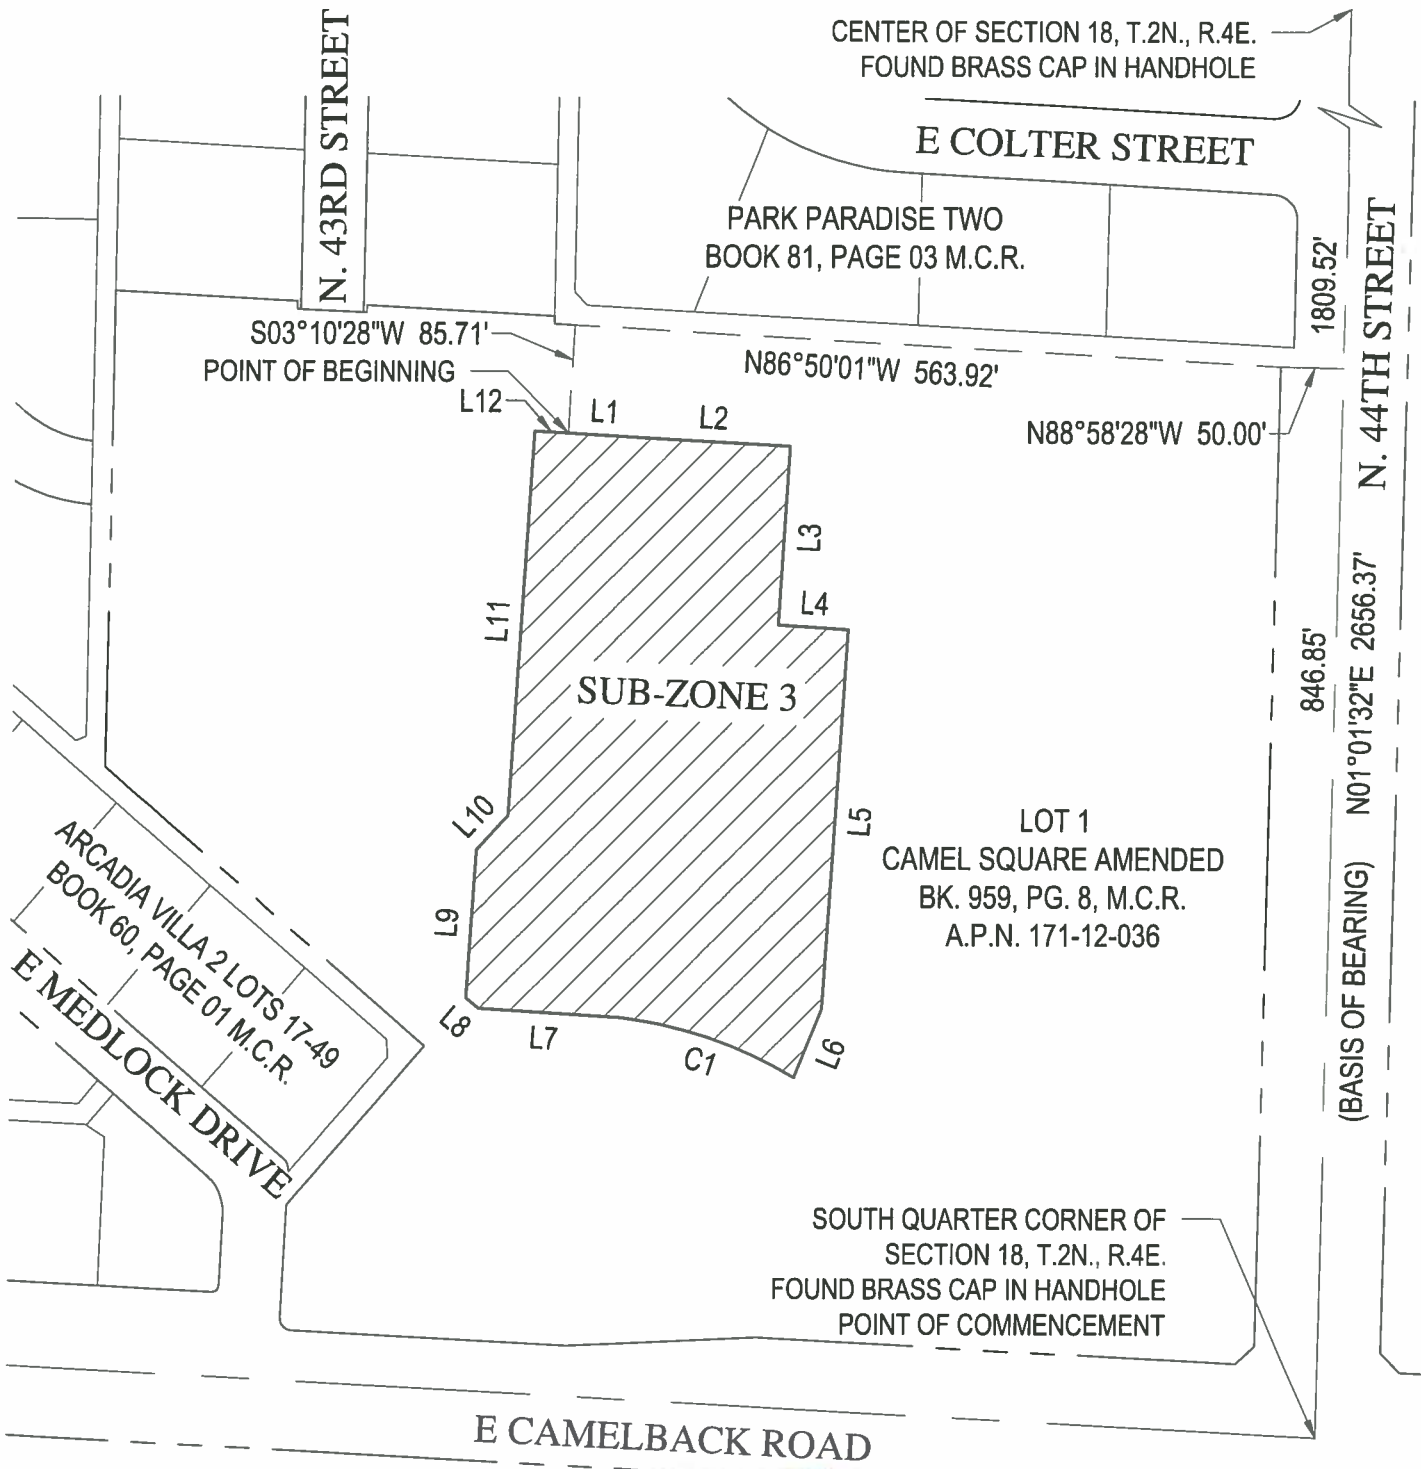 CENTER OF SECTION 18, T.2N., R.4E.
FOUND BRASS CAP IN HANDHOLE
N. 43RD STREET
E COLTER STREET
PARK PARADISE TWO
BOOK 81, PAGE 03 M.C.R.
1809.52'
N. 44TH STREET
S03°10'28"W 85.71'
POINT OF BEGINNING
N86°50'01"W 563.92'
N88°58'28"W 50.00'
L12
L1
L2
L3
L4
L11
SUB-ZONE 3
846.85'
N01°01'32"E 2656.37'
(BASIS OF BEARING)
L10
L5
LOT 1
CAMEL SQUARE AMENDED
BK. 959, PG. 8, M.C.R.
A.P.N. 171-12-036
ARCADIA VILLA 2 LOTS 17-49
BOOK 60, PAGE 01 M.C.R.
E MEDLOCK DRIVE
L9
L8
L7
C1
L6
SOUTH QUARTER CORNER OF
SECTION 18, T.2N., R.4E.
FOUND BRASS CAP IN HANDHOLE
POINT OF COMMENCEMENT
E CAMELBACK ROAD